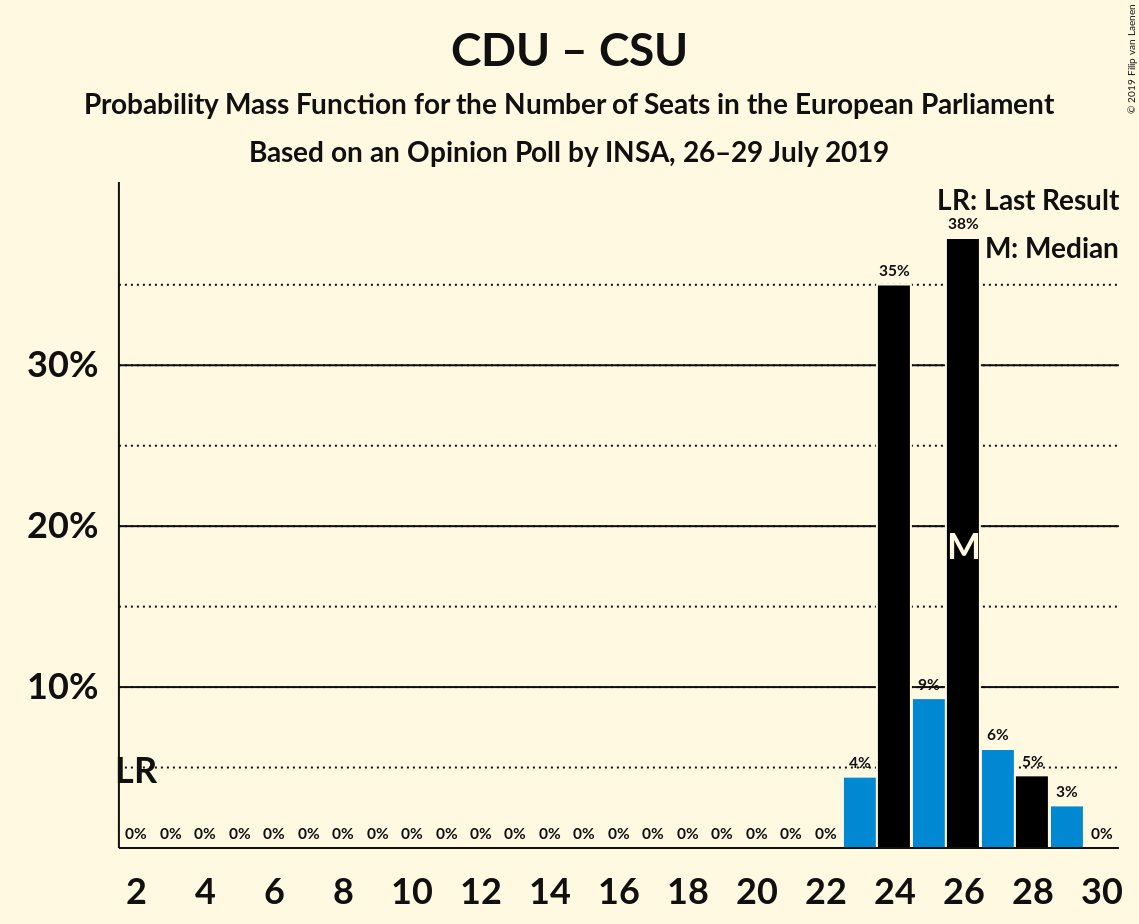 CDU – CSU
Probability Mass Function for the Number of Seats in the European Parliament
Based on an Opinion Poll by INSA, 26–29 July 2019
© 2019 Filip van Laenen
LR: Last Result
M: Median
38%
35%
30%
20%
M
10%
9%
6%
LR
4%
5%
3%
0% 0% 0% 0% 0% 0% 0% 0% 0% 0% 0% 0% 0% 0% 0% 0% 0% 0% 0% 0% 0% 0%
2 4 6 8 10 12 14 16 18 20 22 24 26 28 30